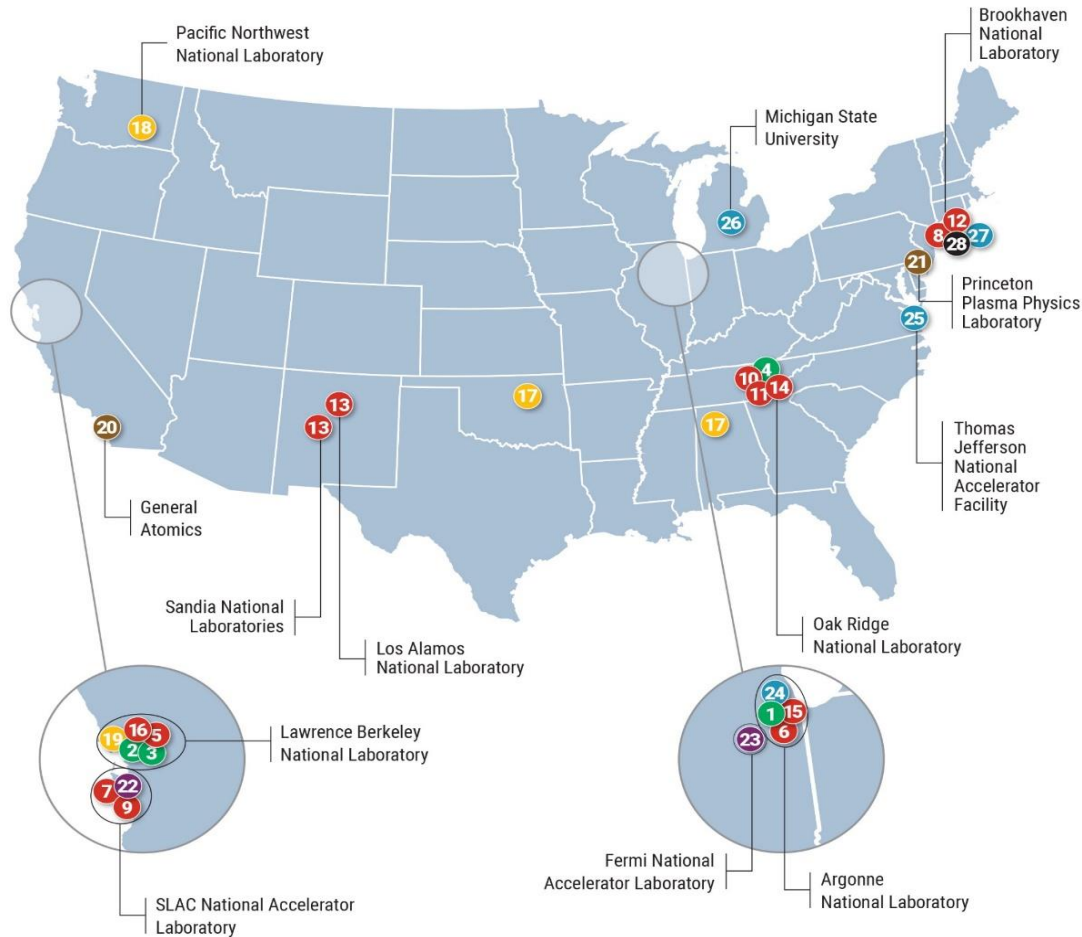 Pacific Northwest
National Laboratory
18
Brookhaven
National
Laboratory
Michigan State
University
26
12
8
27
28
21
Princeton
Plasma Physics
Laboratory
25
4
10
14
11
17
13
13
17
20
Thomas
Jefferson
National
Accelerator
Facility
General
Atomics
Sandia National
Laboratories
Los Alamos
National Laboratory
Oak Ridge
National Laboratory
16
5
19
2
3
Lawrence Berkeley
National Laboratory
22
7
9
24
1
15
6
23
Fermi National
Accelerator Laboratory
Argonne
National Laboratory
SLAC National Accelerator
Laboratory